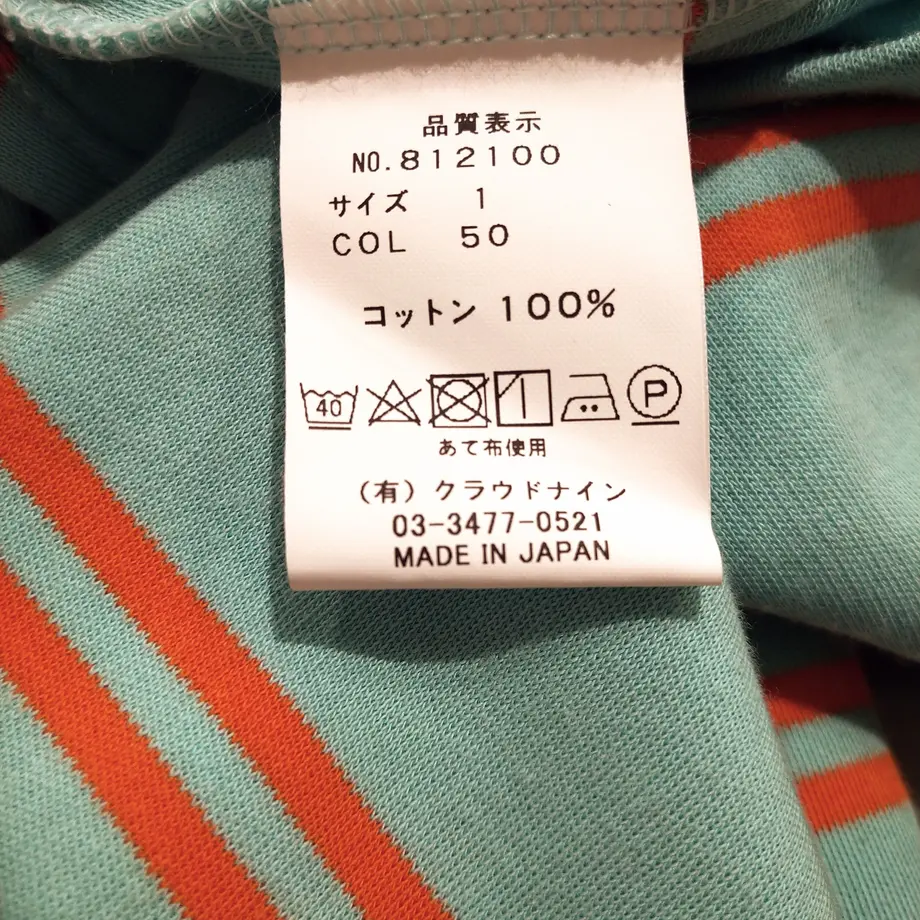 品質表示
NO.812100
サイズ 1
COL 50
コットン 100%
40 P
あて布使用
(有)クラウドナイン
03-3477-0521
MADE IN JAPAN